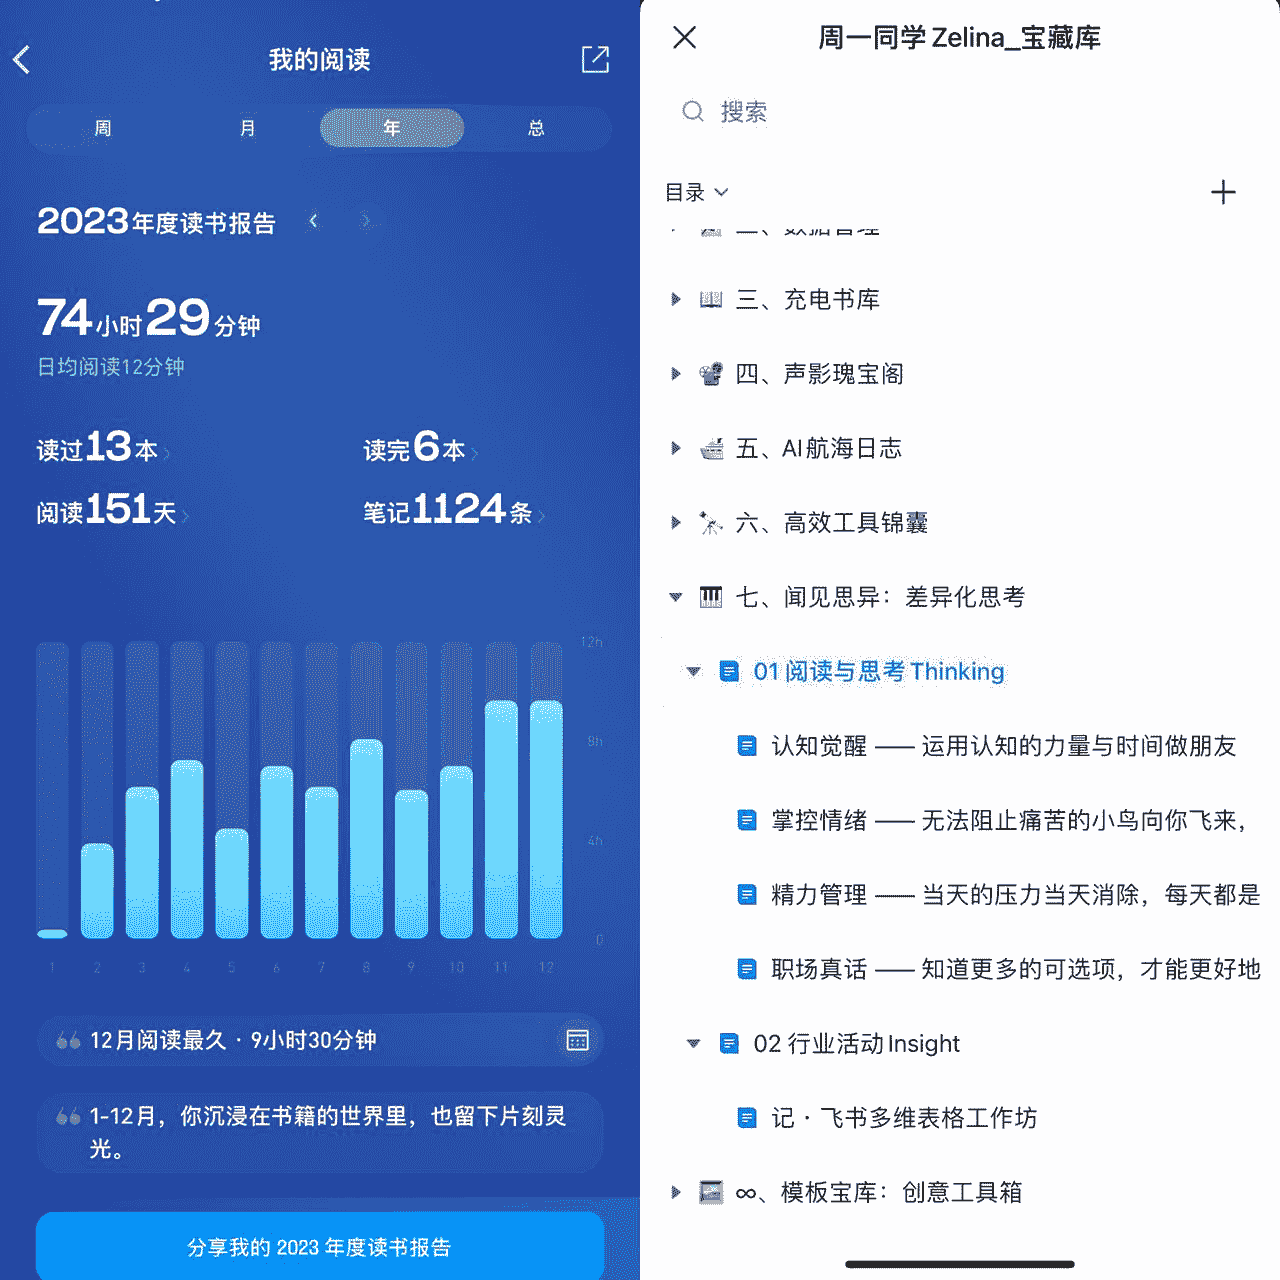 我的阅读
周 月 年 总
2023年度读书报告
74小时29分钟
日均阅读12分钟
读过13本 读完6本
阅读151天 笔记1124条
12h
8h
4h
0
1 2 3 4 5 6 7 8 9 10 11 12
12月阅读最久 · 9小时30分钟
1-12月，你沉浸在书籍的世界里，也留下片刻灵
光。
分享我的 2023 年度读书报告
周一同学 Zelina_宝藏库
搜索
目录
二、数据管理
三、充电书库
四、声影瑰宝阁
五、AI航海日志
六、高效工具锦囊
七、闻见思异：差异化思考
01 阅读与思考 Thinking
认知觉醒 —— 运用认知的力量与时间做朋友
掌控情绪 —— 无法阻止痛苦的小鸟向你飞来，
精力管理 —— 当天的压力当天消除，每天都是
职场真话 —— 知道更多的可选项，才能更好地
02 行业活动 Insight
记 · 飞书多维表格工作坊
∞、模板宝库：创意工具箱